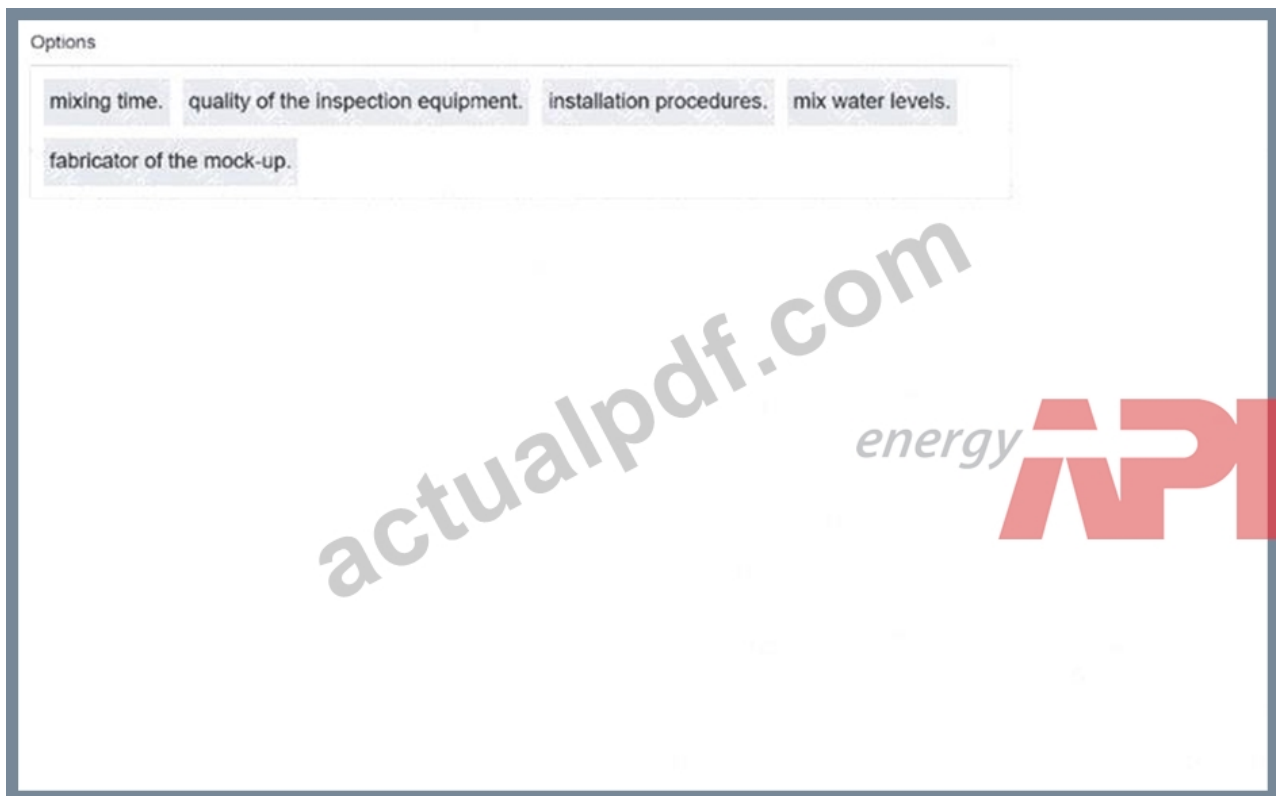 Options
mixing time. quality of the inspection equipment. installation procedures. mix water levels.
fabricator of the mock-up.
actualpdf.com
energy API